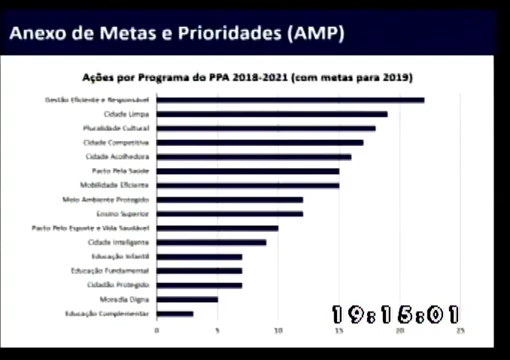 Anexo de Metas e Prioridades (AMP)
Ações por Programa do PPA 2018-2021 (com metas para 2019)
Gestão Eficiente e Responsável
Cidade Limpa
Pluralidade Cultural
Cidade Competitiva
Cidade Acolhedora
Pacto Pela Saúde
Mobilidade Eficiente
Meio Ambiente Protegido
Ensino Superior
Pacto Pelo Esporte e Vida Saudável
Cidade Inteligente
Educação Infantil
Educação Fundamental
Cidadão Protegido
Moradia Digna
Educação Complementar
0 5 10 15 20 25
19:15:01